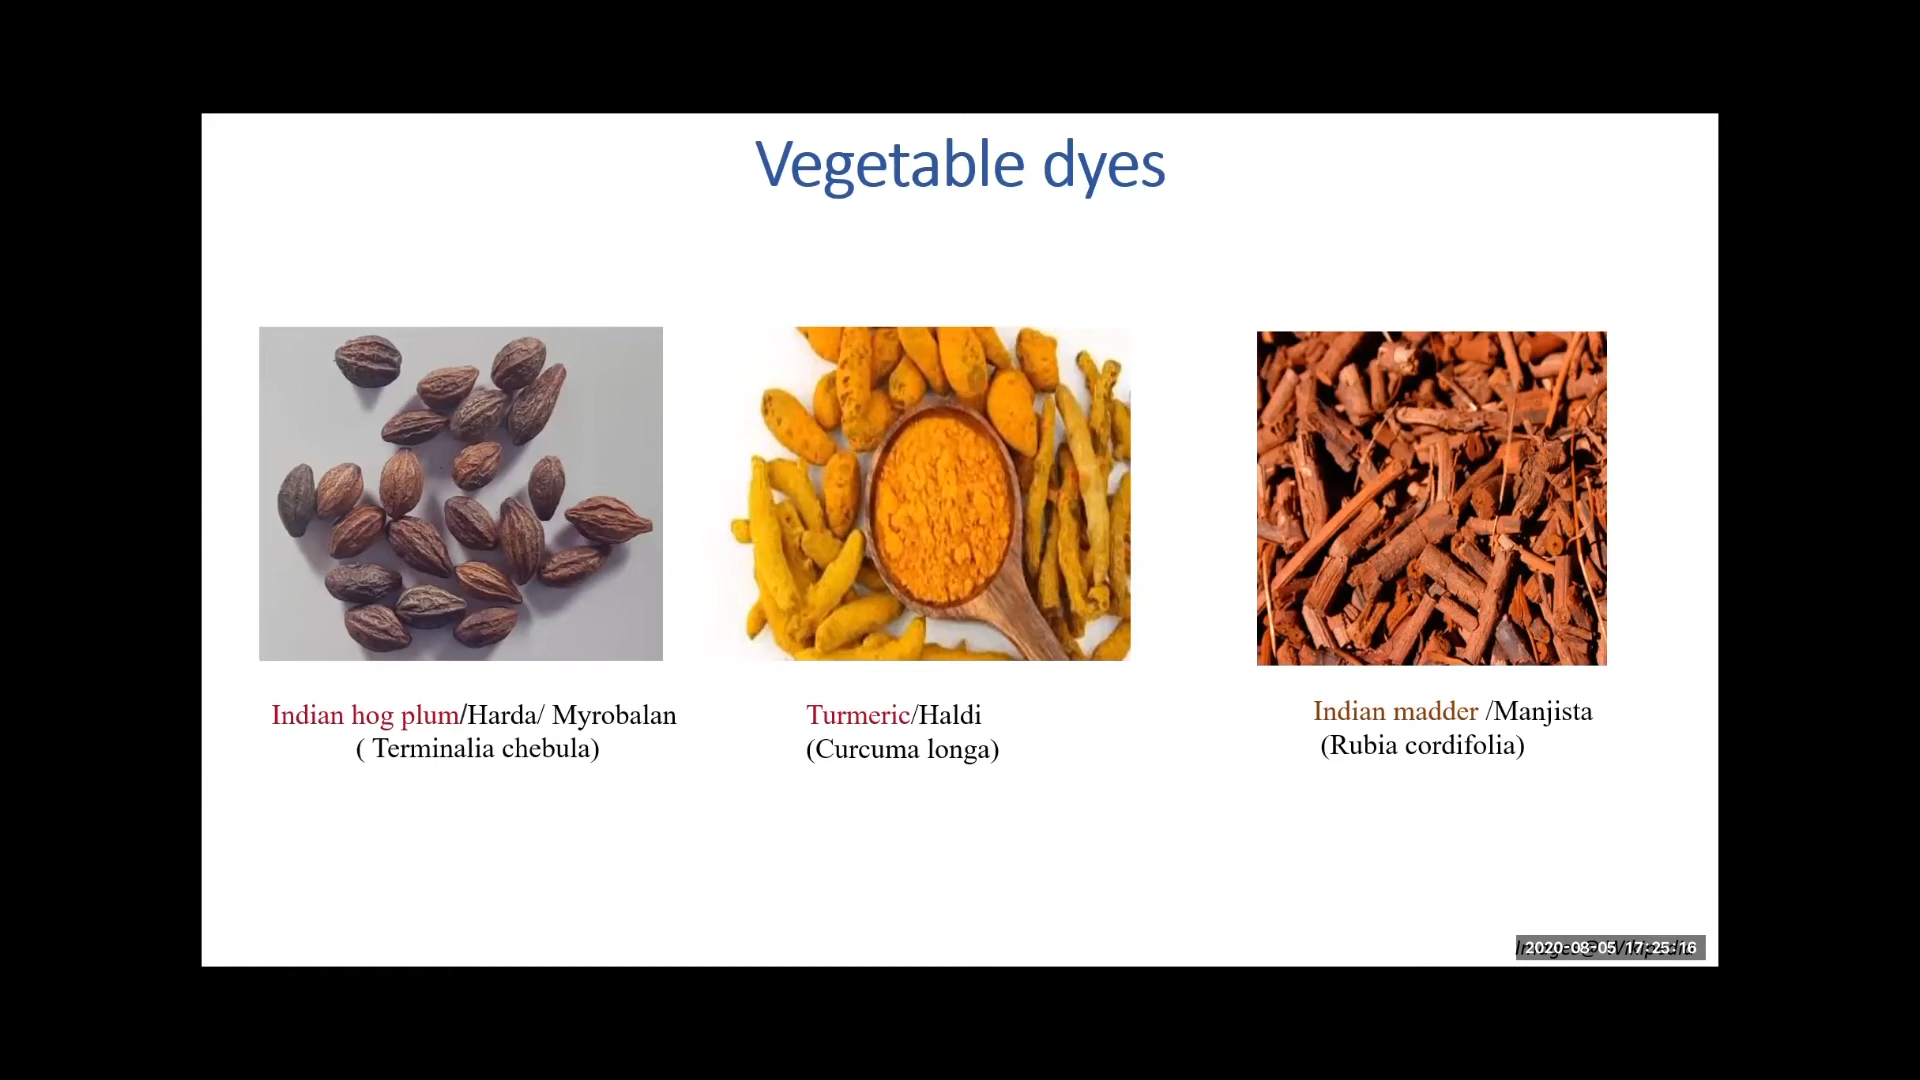 Vegetable dyes
Indian hog plum/Harda/ Myrobalan
( Terminalia chebula)
Turmeric/Haldi
(Curcuma longa)
Indian madder /Manjista
(Rubia cordifolia)
2020-08-05 17:25:16